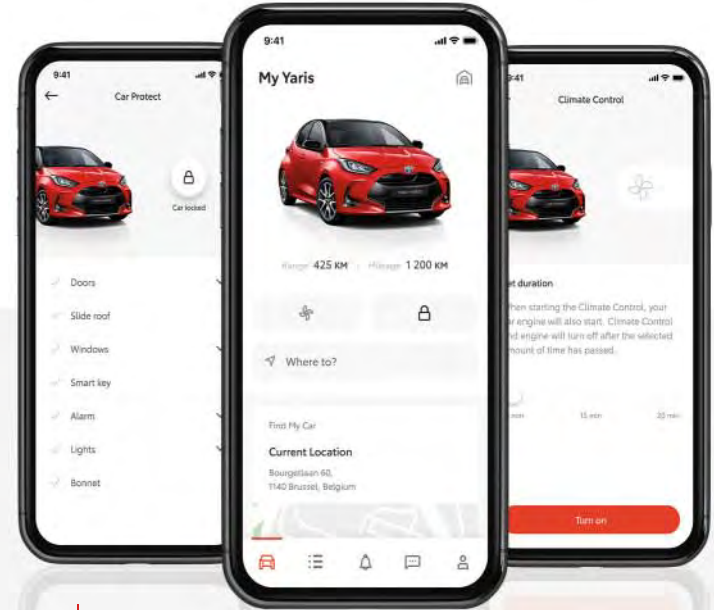 9:41
Car Protect
Car locked
Doors
Slide roof
Windows
Smart key
Alarm
Lights
Bonnet
9:41
My Yaris
Range 425 KM Mileage 1 200 KM
Where to?
Find My Car
Current Location
Bourgetlaan 60,
1140 Brussel, Belgium
9:41
Climate Control
et duration
hen starting the Climate Control, your
ar engine will also start. Climate Control
nd engine will turn off after the selected
mount of time has passed.
min 15 min 20 min
Turn on